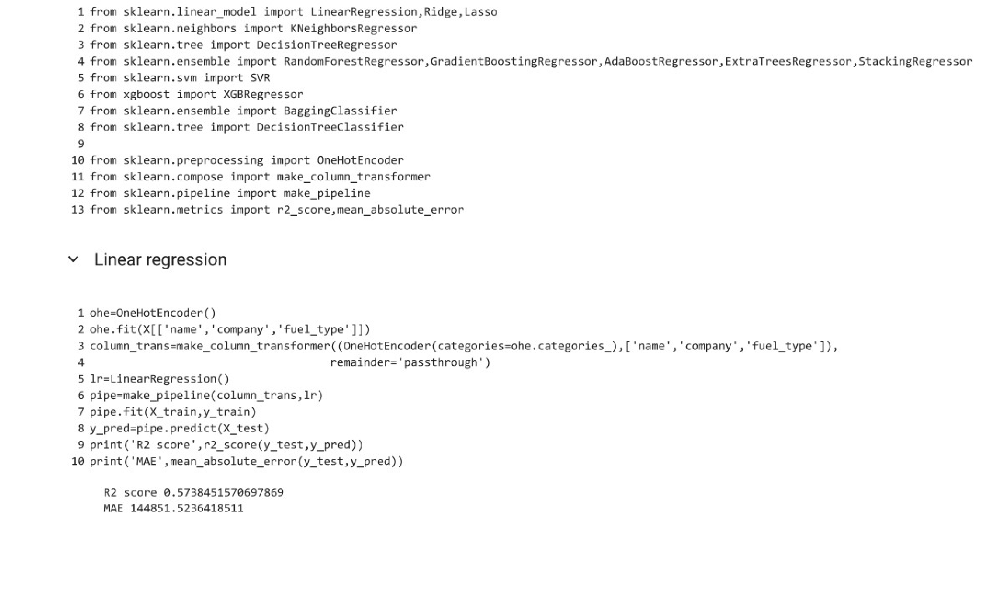 1 from sklearn.linear_model import LinearRegression,Ridge,Lasso
2 from sklearn.neighbors import KNeighborsRegressor
3 from sklearn.tree import DecisionTreeRegressor
4 from sklearn.ensemble import RandomForestRegressor,GradientBoostingRegressor,AdaBoostRegressor,ExtraTreesRegressor,StackingRegressor
5 from sklearn.svm import SVR
6 from xgboost import XGBRegressor
7 from sklearn.ensemble import BaggingClassifier
8 from sklearn.tree import DecisionTreeClassifier
9
10 from sklearn.preprocessing import OneHotEncoder
11 from sklearn.compose import make_column_transformer
12 from sklearn.pipeline import make_pipeline
13 from sklearn.metrics import r2_score,mean_absolute_error
Linear regression
1 ohe=OneHotEncoder()
2 ohe.fit(X[['name','company','fuel_type']])
3 column_trans=make_column_transformer((OneHotEncoder(categories=ohe.categories_),['name','company','fuel_type']),
4                                     remainder='passthrough')
5 lr=LinearRegression()
6 pipe=make_pipeline(column_trans,lr)
7 pipe.fit(X_train,y_train)
8 y_pred=pipe.predict(X_test)
9 print('R2 score',r2_score(y_test,y_pred))
10 print('MAE',mean_absolute_error(y_test,y_pred))
R2 score 0.5738451570697869
MAE 144851.5236418511